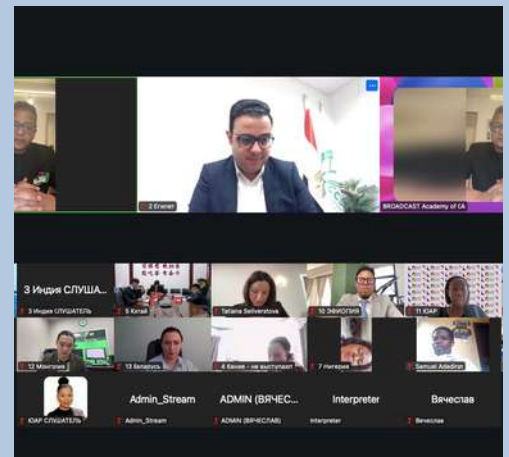 2 Египет
BROADCAST Academy of CA
3 Индия СЛУША...
3 Индия СЛУШАТЕЛЬ
5 Китай
Tatiana Seliverstova
10 ЭФИОПИЯ
11 ЮАР
12 Монголия
13 Беларусь
4 Кения - не выступают
7 Нигерия
Samuel Adediran
ЮАР СЛУШАТЕЛЬ
Admin_Stream
Admin_Stream
ADMIN (ВЯЧЕС...
ADMIN (ВЯЧЕСЛАВ)
Interpreter
Interpreter
Вячеслав
Вячеслав